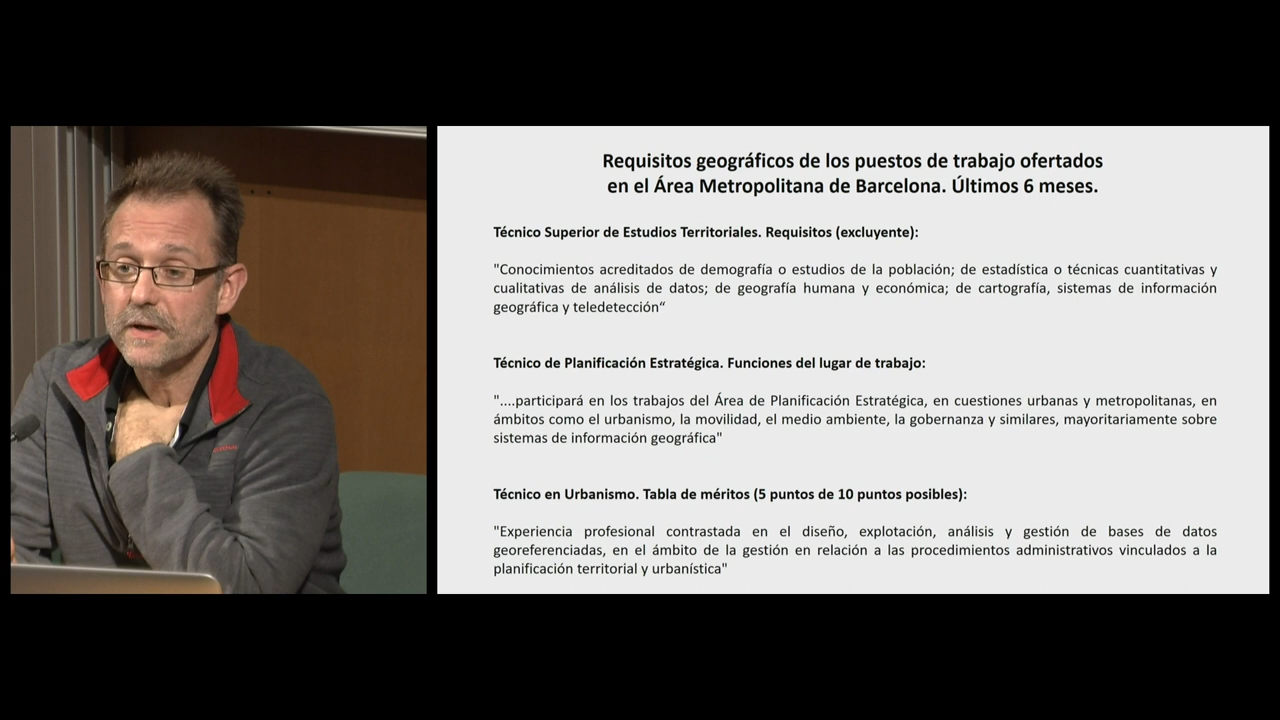 Requisitos geográficos de los puestos de trabajo ofertados
en el Área Metropolitana de Barcelona. Últimos 6 meses.
Técnico Superior de Estudios Territoriales. Requisitos (excluyente):
"Conocimientos acreditados de demografía o estudios de la población; de estadística o técnicas cuantitativas y
cualitativas de análisis de datos; de geografía humana y económica; de cartografía, sistemas de información
geográfica y teledetección“
Técnico de Planificación Estratégica. Funciones del lugar de trabajo:
"....participará en los trabajos del Área de Planificación Estratégica, en cuestiones urbanas y metropolitanas, en
ámbitos como el urbanismo, la movilidad, el medio ambiente, la gobernanza y similares, mayoritariamente sobre
sistemas de información geográfica"
Técnico en Urbanismo. Tabla de méritos (5 puntos de 10 puntos posibles):
"Experiencia profesional contrastada en el diseño, explotación, análisis y gestión de bases de datos
georeferenciadas, en el ámbito de la gestión en relación a las procedimientos administrativos vinculados a la
planificación territorial y urbanística"